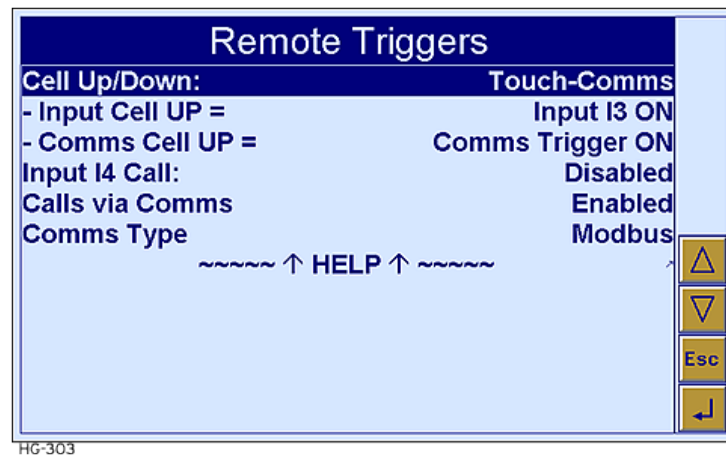 Remote Triggers
Cell Up/Down: Touch-Comms
- Input Cell UP = Input I3 ON
- Comms Cell UP = Comms Trigger ON
Input I4 Call: Disabled
Calls via Comms Enabled
Comms Type Modbus
~~~~~ ↑ HELP ↑ ~~~~~
Esc
HG-303